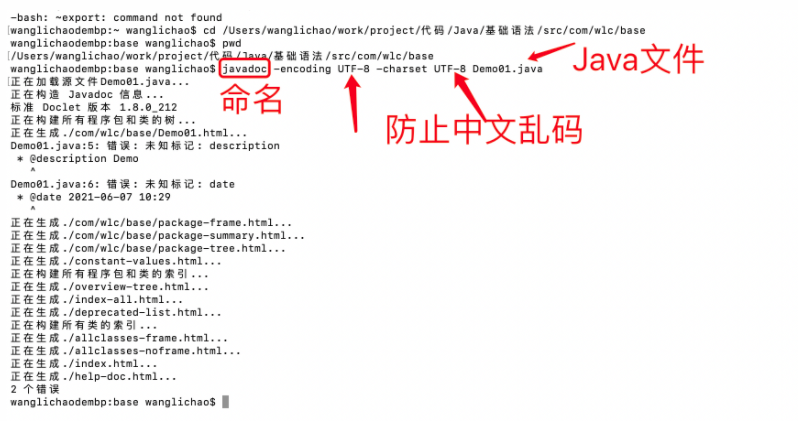 -bash: ~export: command not found
[wanglichaodembp:~ wanglichao$ cd /Users/wanglichao/work/project/代码/Java/基础语法/src/com/wlc/base
[wanglichaodembp:base wanglichao$ pwd
/Users/wanglichao/work/project/代码/Java/基础语法/src/com/wlc/base
wanglichaodembp:base wanglichao$ javadoc -encoding UTF-8 -charset UTF-8 Demo01.java
Java文件
命名
防止中文乱码
正在加载源文件Demo01.java...
正在构造 Javadoc 信息...
标准 Doclet 版本 1.8.0_212
正在构建所有程序包和类的树...
正在生成./com/wlc/base/Demo01.html...
Demo01.java:5: 错误: 未知标记: description
* @description Demo
^
Demo01.java:6: 错误: 未知标记: date
* @date 2021-06-07 10:29
^
正在生成./com/wlc/base/package-frame.html...
正在生成./com/wlc/base/package-summary.html...
正在生成./com/wlc/base/package-tree.html...
正在生成./constant-values.html...
正在构建所有程序包和类的索引...
正在生成./overview-tree.html...
正在生成./index-all.html...
正在生成./deprecated-list.html...
正在构建所有类的索引...
正在生成./allclasses-frame.html...
正在生成./allclasses-noframe.html...
正在生成./index.html...
正在生成./help-doc.html...
2 个错误
wanglichaodembp:base wanglichao$